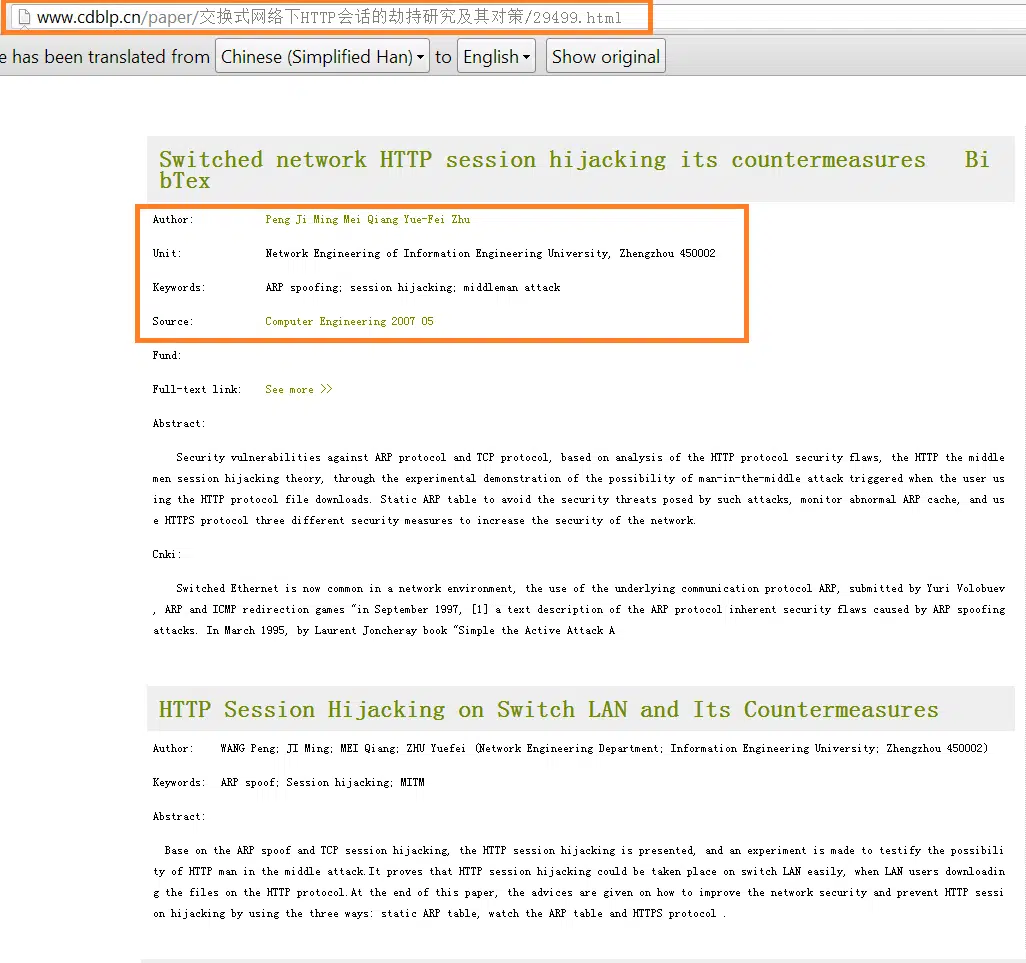 www.cdblp.cn/paper/交换式网络下HTTP会话的劫持研究及其对策/29499.html
e has been translated from Chinese (Simplified Han) to English Show original
Switched network HTTP session hijacking its countermeasures Bi
bTex
Author: Peng Ji Ming Mei Qiang Yue-Fei Zhu
Unit: Network Engineering of Information Engineering University, Zhengzhou 450002
Keywords: ARP spoofing; session hijacking; middleman attack
Source: Computer Engineering 2007 05
Fund:
Full-text link: See more >>
Abstract:
Security vulnerabilities against ARP protocol and TCP protocol, based on analysis of the HTTP protocol security flaws, the HTTP the middle
men session hijacking theory, through the experimental demonstration of the possibility of man-in-the-middle attack triggered when the user us
ing the HTTP protocol file downloads. Static ARP table to avoid the security threats posed by such attacks, monitor abnormal ARP cache, and us
e HTTPS protocol three different security measures to increase the security of the network.
Cnki:
Switched Ethernet is now common in a network environment, the use of the underlying communication protocol ARP, submitted by Yuri Volobuev
, ARP and ICMP redirection games "in September 1997, [1] a text description of the ARP protocol inherent security flaws caused by ARP spoofing
attacks. In March 1995, by Laurent Joncheray book "Simple the Active Attack A
HTTP Session Hijacking on Switch LAN and Its Countermeasures
Author: WANG Peng; JI Ming; MEI Qiang; ZHU Yuefei (Network Engineering Department; Information Engineering University; Zhengzhou 450002)
Keywords: ARP spoof; Session hijacking; MITM
Abstract:
Base on the ARP spoof and TCP session hijacking, the HTTP session hijacking is presented, and an experiment is made to testify the possibili
ty of HTTP man in the middle attack.It proves that HTTP session hijacking could be taken place on switch LAN easily, when LAN users downloadin
g the files on the HTTP protocol.At the end of this paper, the advices are given on how to improve the network security and prevent HTTP sessi
on hijacking by using the three ways: static ARP table, watch the ARP table and HTTPS protocol .